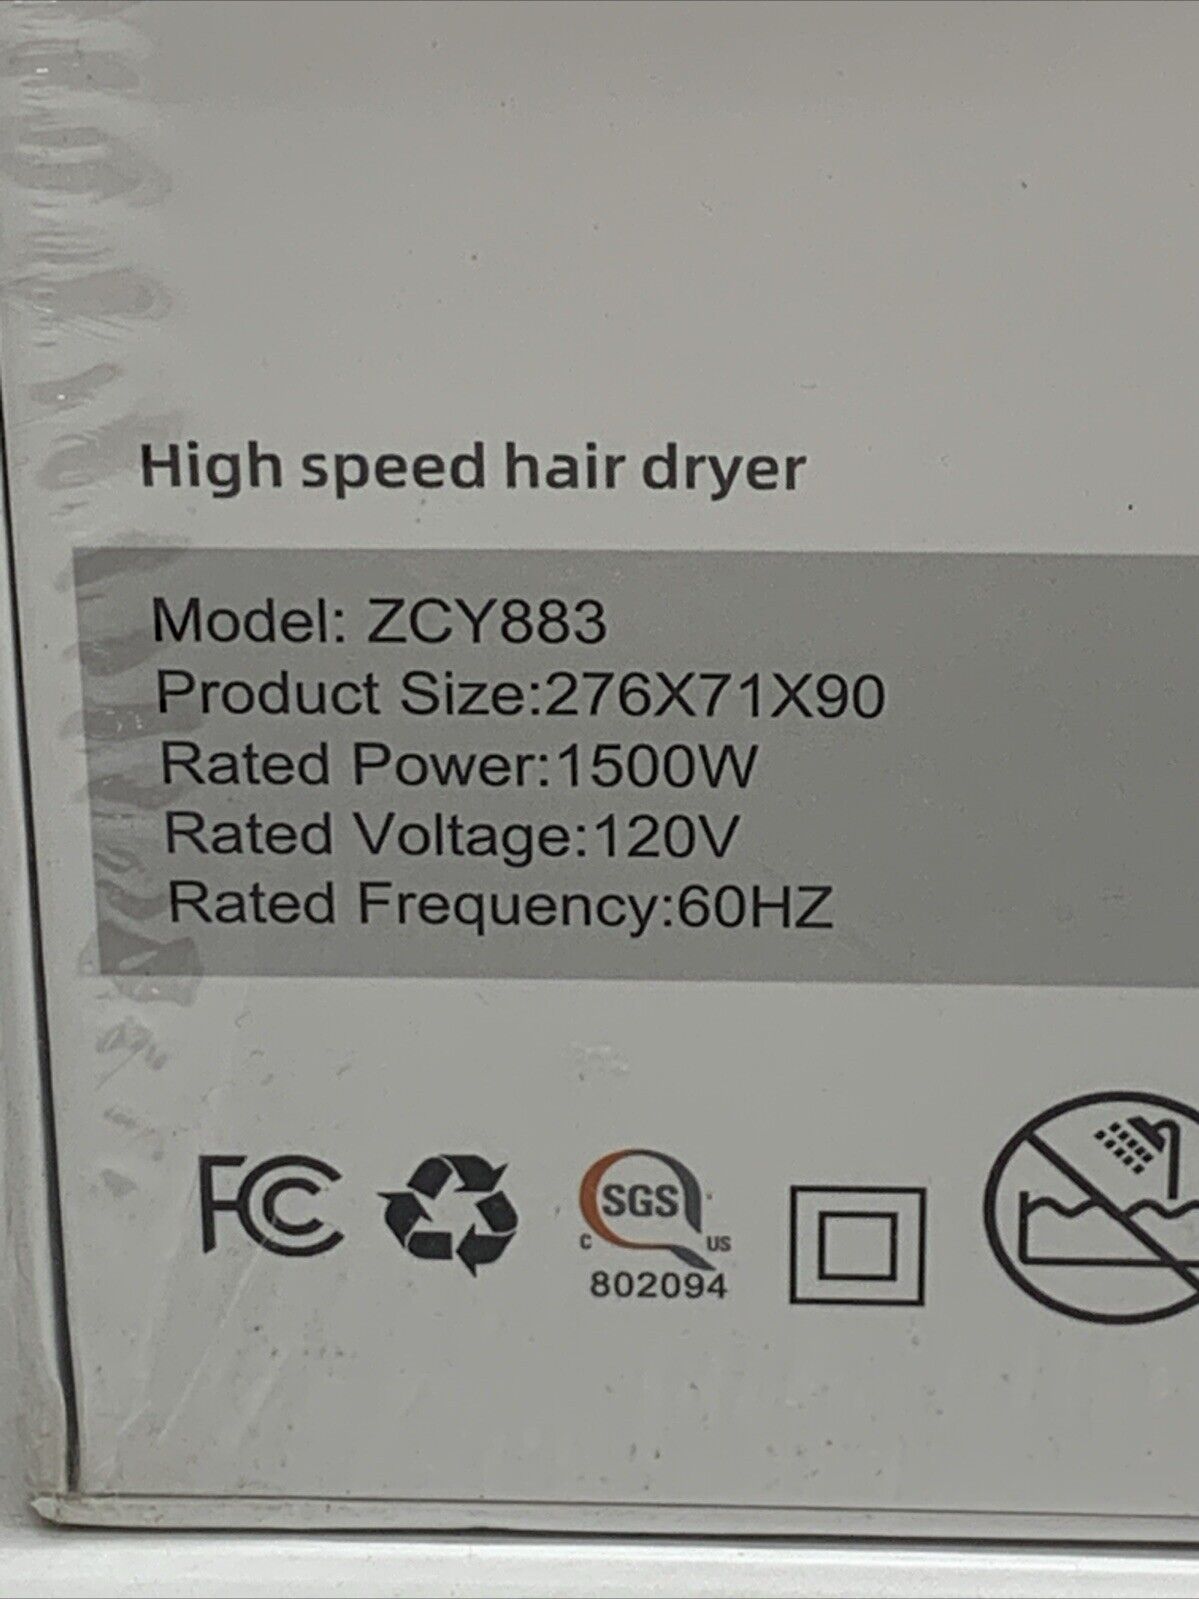 High speed hair dryer
Model: ZCY883
Product Size:276X71X90
Rated Power:1500W
Rated Voltage:120V
Rated Frequency:60HZ
FC
SGS
C US
802094